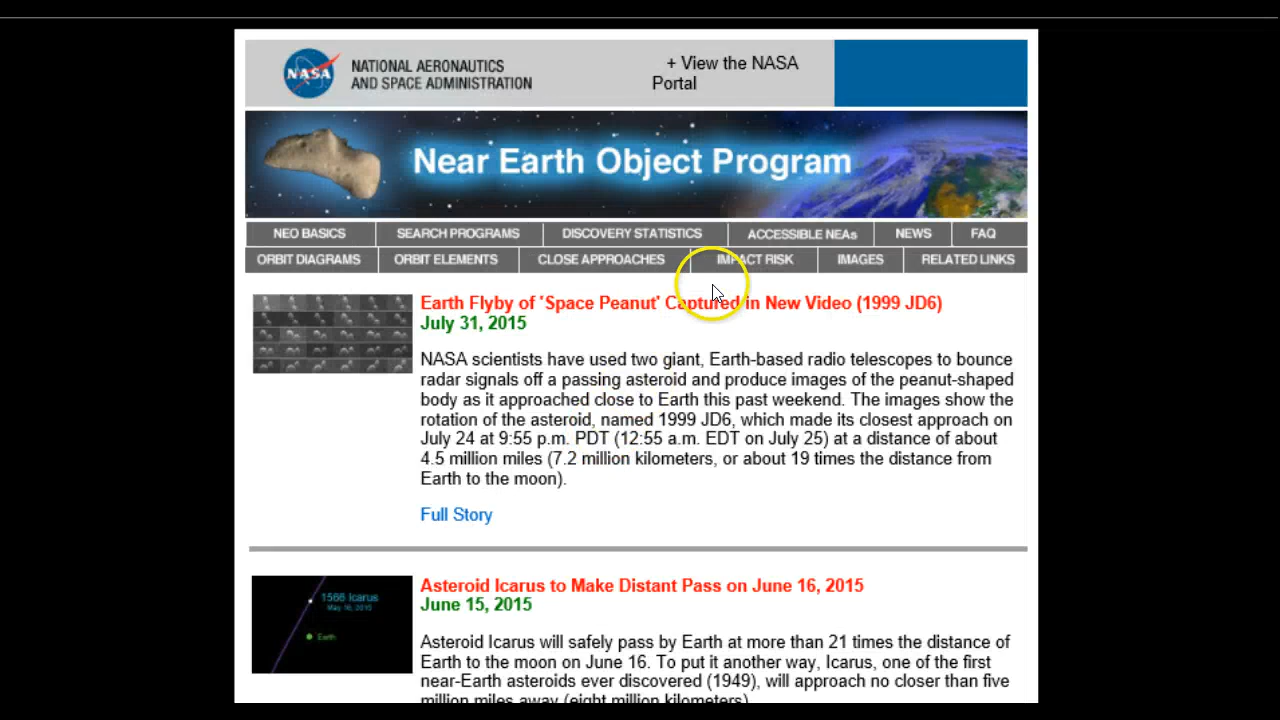 NASA
NATIONAL AERONAUTICS
AND SPACE ADMINISTRATION
+ View the NASA
Portal
Near Earth Object Program
NEO BASICS
SEARCH PROGRAMS
DISCOVERY STATISTICS
ACCESSIBLE NEAs
NEWS
FAQ
ORBIT DIAGRAMS
ORBIT ELEMENTS
CLOSE APPROACHES
IMPACT RISK
IMAGES
RELATED LINKS
Earth Flyby of 'Space Peanut' Captured in New Video (1999 JD6)
July 31, 2015
NASA scientists have used two giant, Earth-based radio telescopes to bounce
radar signals off a passing asteroid and produce images of the peanut-shaped
body as it approached close to Earth this past weekend. The images show the
rotation of the asteroid, named 1999 JD6, which made its closest approach on
July 24 at 9:55 p.m. PDT (12:55 a.m. EDT on July 25) at a distance of about
4.5 million miles (7.2 million kilometers, or about 19 times the distance from
Earth to the moon).
Full Story
1566 Icarus
May 16, 2015
Earth
Asteroid Icarus to Make Distant Pass on June 16, 2015
June 15, 2015
Asteroid Icarus will safely pass by Earth at more than 21 times the distance of
Earth to the moon on June 16. To put it another way, Icarus, one of the first
near-Earth asteroids ever discovered (1949), will approach no closer than five
million miles away (eight million kilometers).